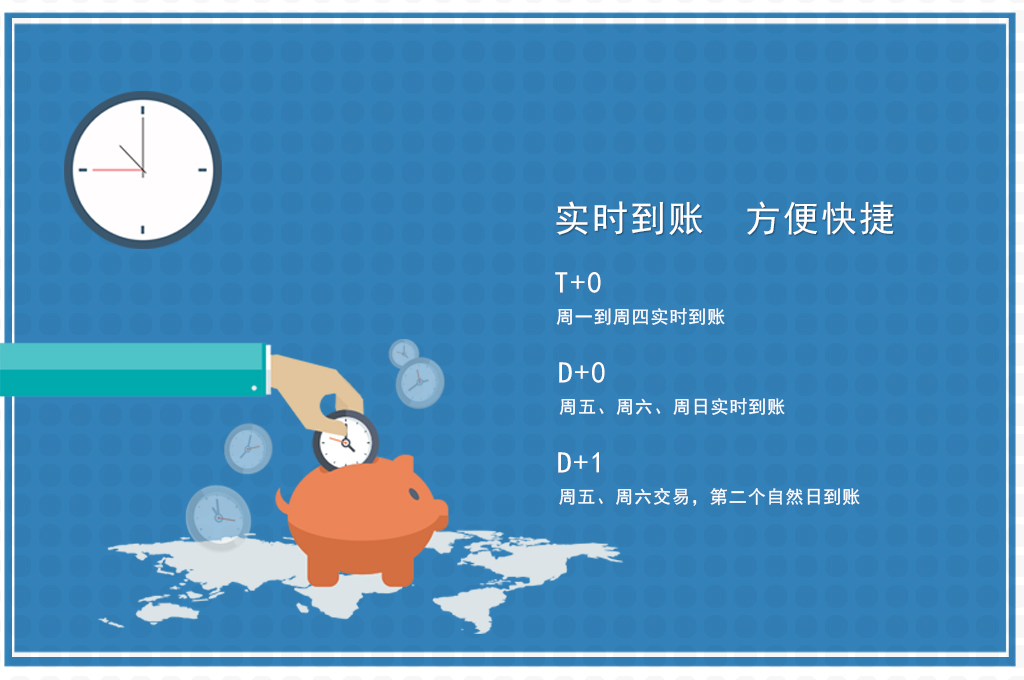 实时到账 方便快捷
T+0
周一到周四实时到账
D+0
周五、周六、周日实时到账
D+1
周五、周六交易，第二个自然日到账